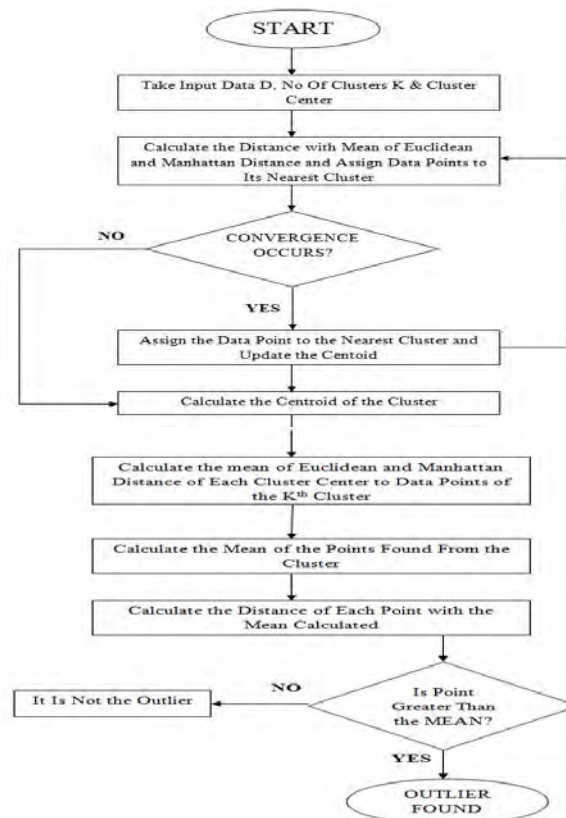 START
Take Input Data D, No Of Clusters K & Cluster
Center
Calculate the Distance with Mean of Euclidean
and Manhattan Distance and Assign Data Points to
Its Nearest Cluster
NO
CONVERGENCE
OCCURS?
YES
Assign the Data Point to the Nearest Cluster and
Update the Centoid
Calculate the Centroid of the Cluster
Calculate the mean of Euclidean and Manhattan
Distance of Each Cluster Center to Data Points of
the Kth Cluster
Calculate the Mean of the Points Found From the
Cluster
Calculate the Distance of Each Point with the
Mean Calculated
NO
It Is Not the Outlier
Is Point
Greater Than
the MEAN?
YES
OUTLIER
FOUND